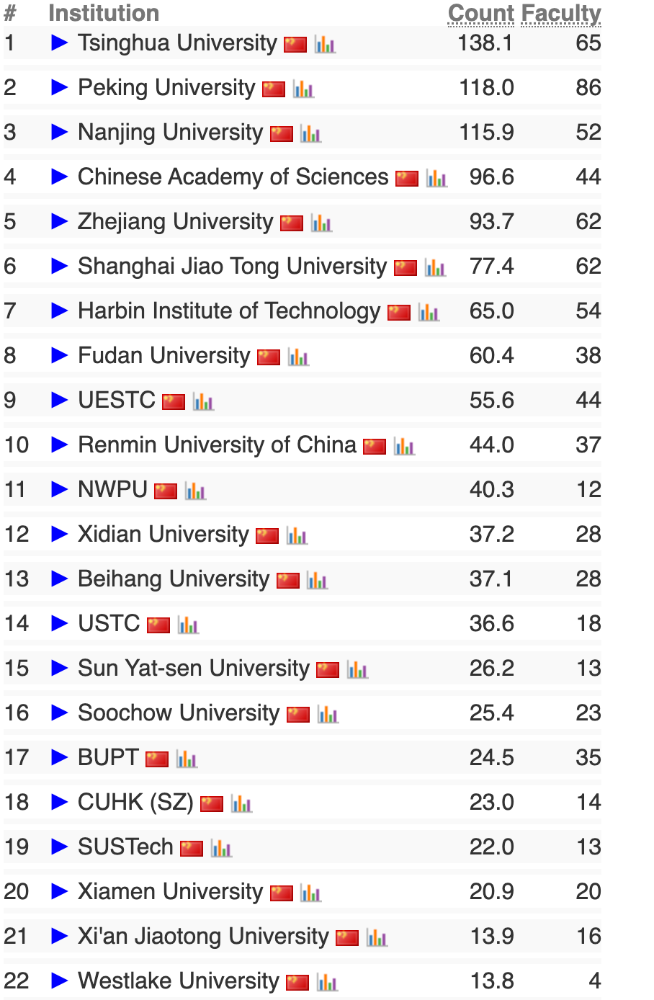 # Institution Count Faculty
1 ► Tsinghua University 138.1 65
2 ► Peking University 118.0 86
3 ► Nanjing University 115.9 52
4 ► Chinese Academy of Sciences 96.6 44
5 ► Zhejiang University 93.7 62
6 ► Shanghai Jiao Tong University 77.4 62
7 ► Harbin Institute of Technology 65.0 54
8 ► Fudan University 60.4 38
9 ► UESTC 55.6 44
10 ► Renmin University of China 44.0 37
11 ► NWPU 40.3 12
12 ► Xidian University 37.2 28
13 ► Beihang University 37.1 28
14 ► USTC 36.6 18
15 ► Sun Yat-sen University 26.2 13
16 ► Soochow University 25.4 23
17 ► BUPT 24.5 35
18 ► CUHK (SZ) 23.0 14
19 ► SUSTech 22.0 13
20 ► Xiamen University 20.9 20
21 ► Xi'an Jiaotong University 13.9 16
22 ► Westlake University 13.8 4